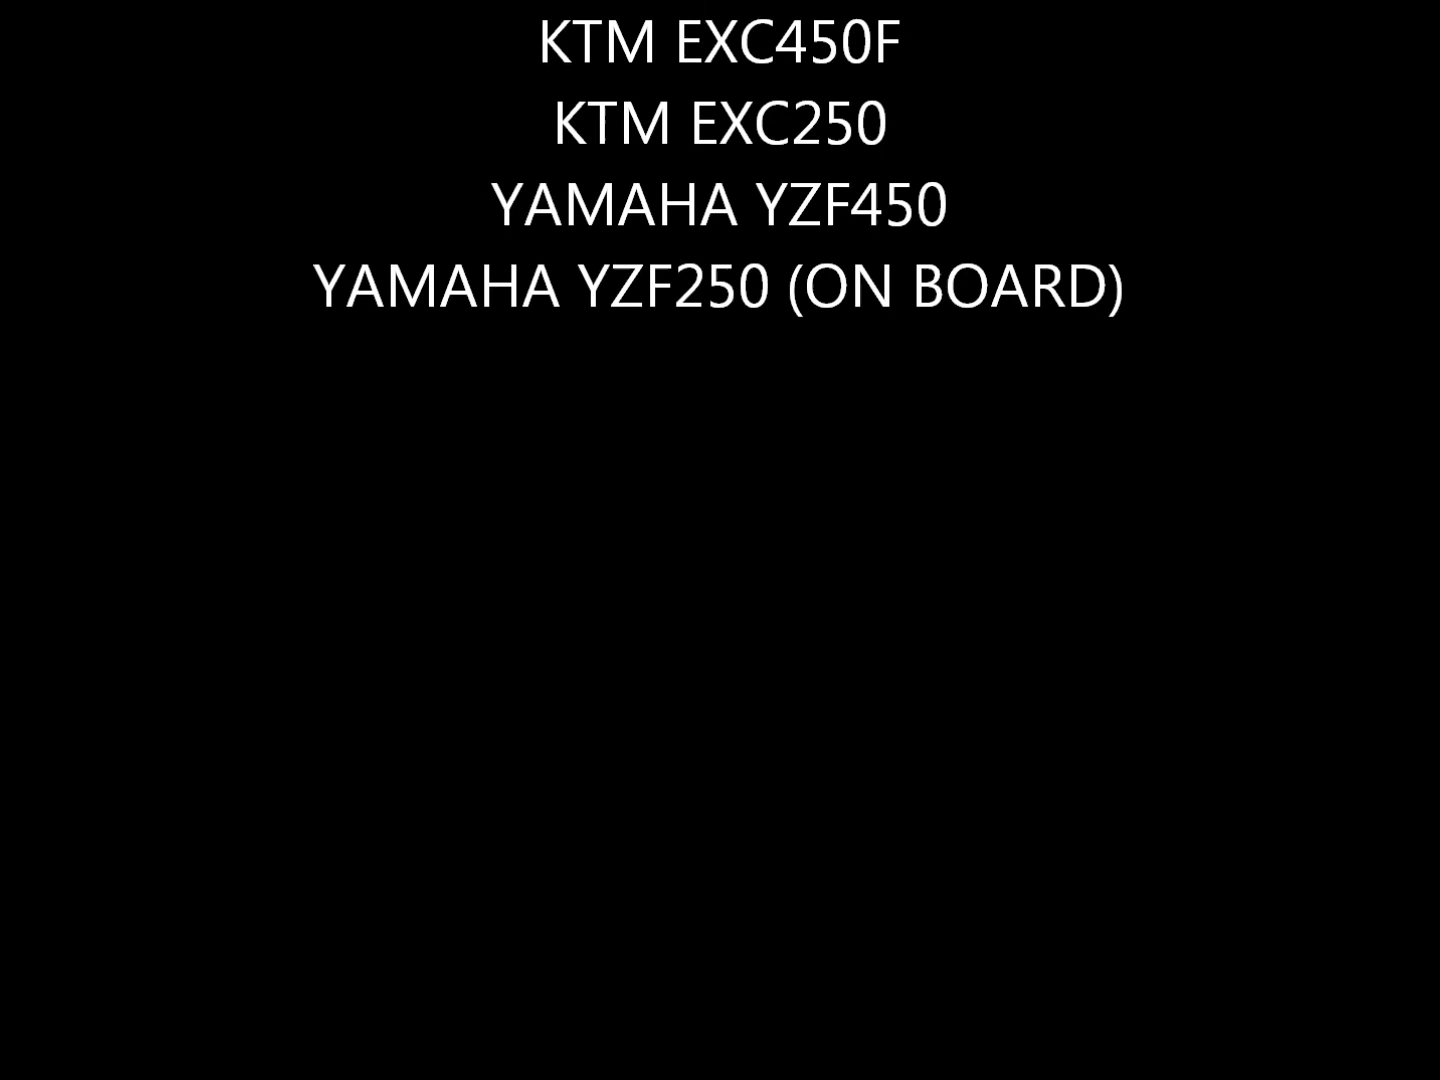 KTM EXC450F
KTM EXC250
YAMAHA YZF450
YAMAHA YZF250 (ON BOARD)